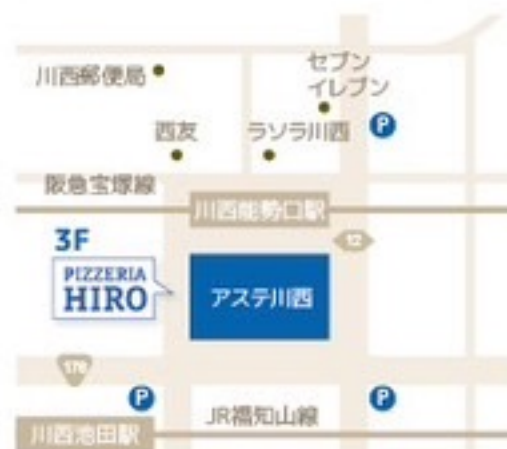 セブン
イレブン
川西郵便局
P
西友
ラソラ川西
阪急宝塚線
川西能勢口駅
12
3F
PIZZERIA
HIRO
アステ川西
176
P
P
JR福知山線
川西池田駅